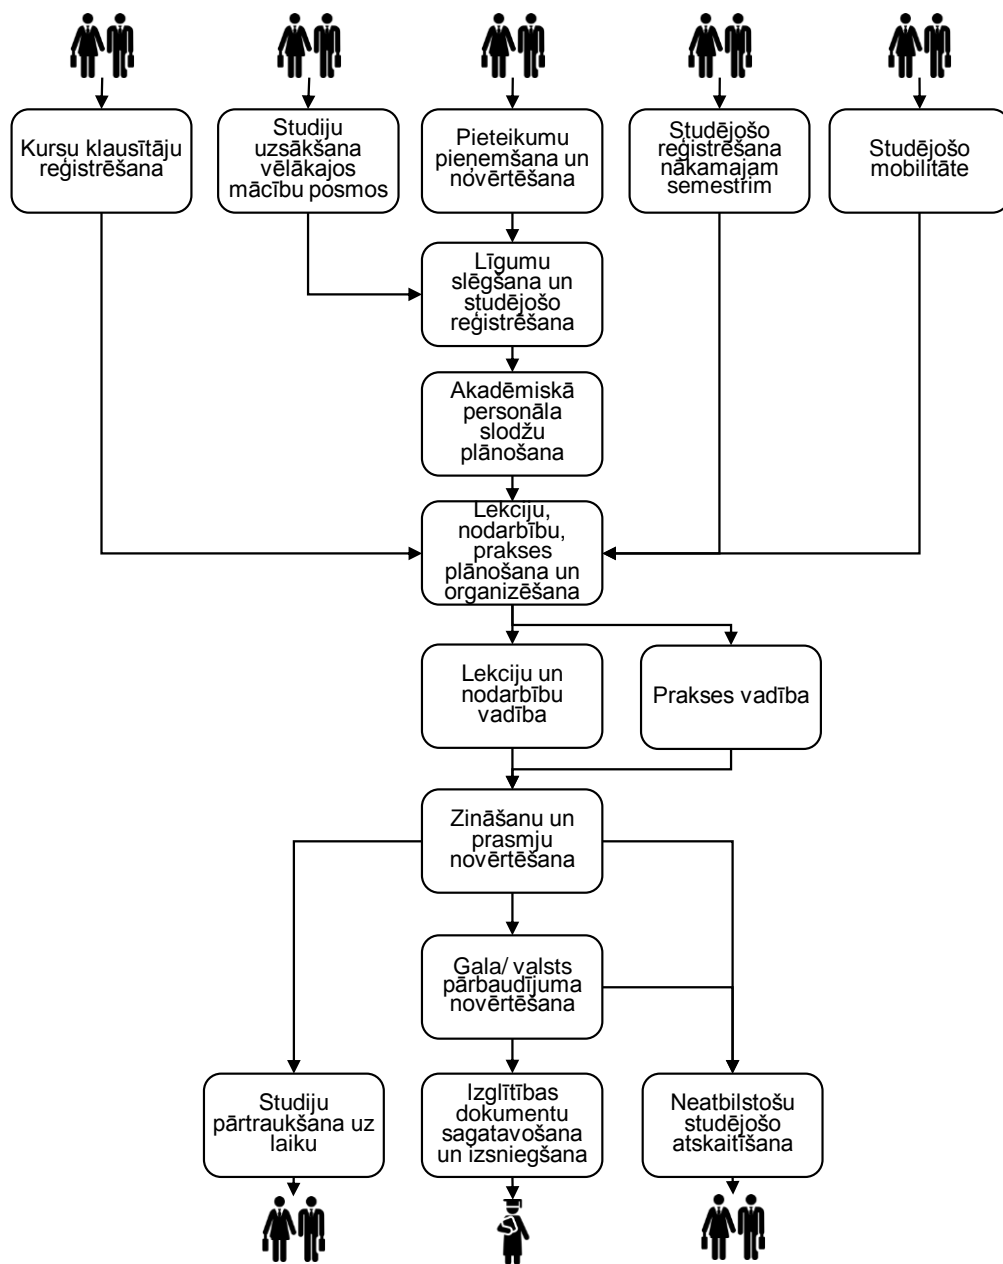 Kursu klausītāju
reģistrēšana
Studiju
uzsākšana
vēlākajos
mācību posmos
Pieteikumu
pieņemšana un
novērtēšana
Studējošo
reģistrēšana
nākamajam
semestrim
Studējošo
mobilitāte
Līgumu
slēgšana un
studējošo
reģistrēšana
Akadēmiskā
personāla
slodžu
plānošana
Lekciju,
nodarbību,
prakses
plānošana un
organizēšana
Lekciju un
nodarbību
vadība
Prakses vadība
Zināšanu un
prasmju
novērtēšana
Gala/ valsts
pārbaudījuma
novērtēšana
Studiju
pārtraukšana uz
laiku
Izglītības
dokumentu
sagatavošana
un izsniegšana
Neatbilstošu
studējošo
atskaitīšana